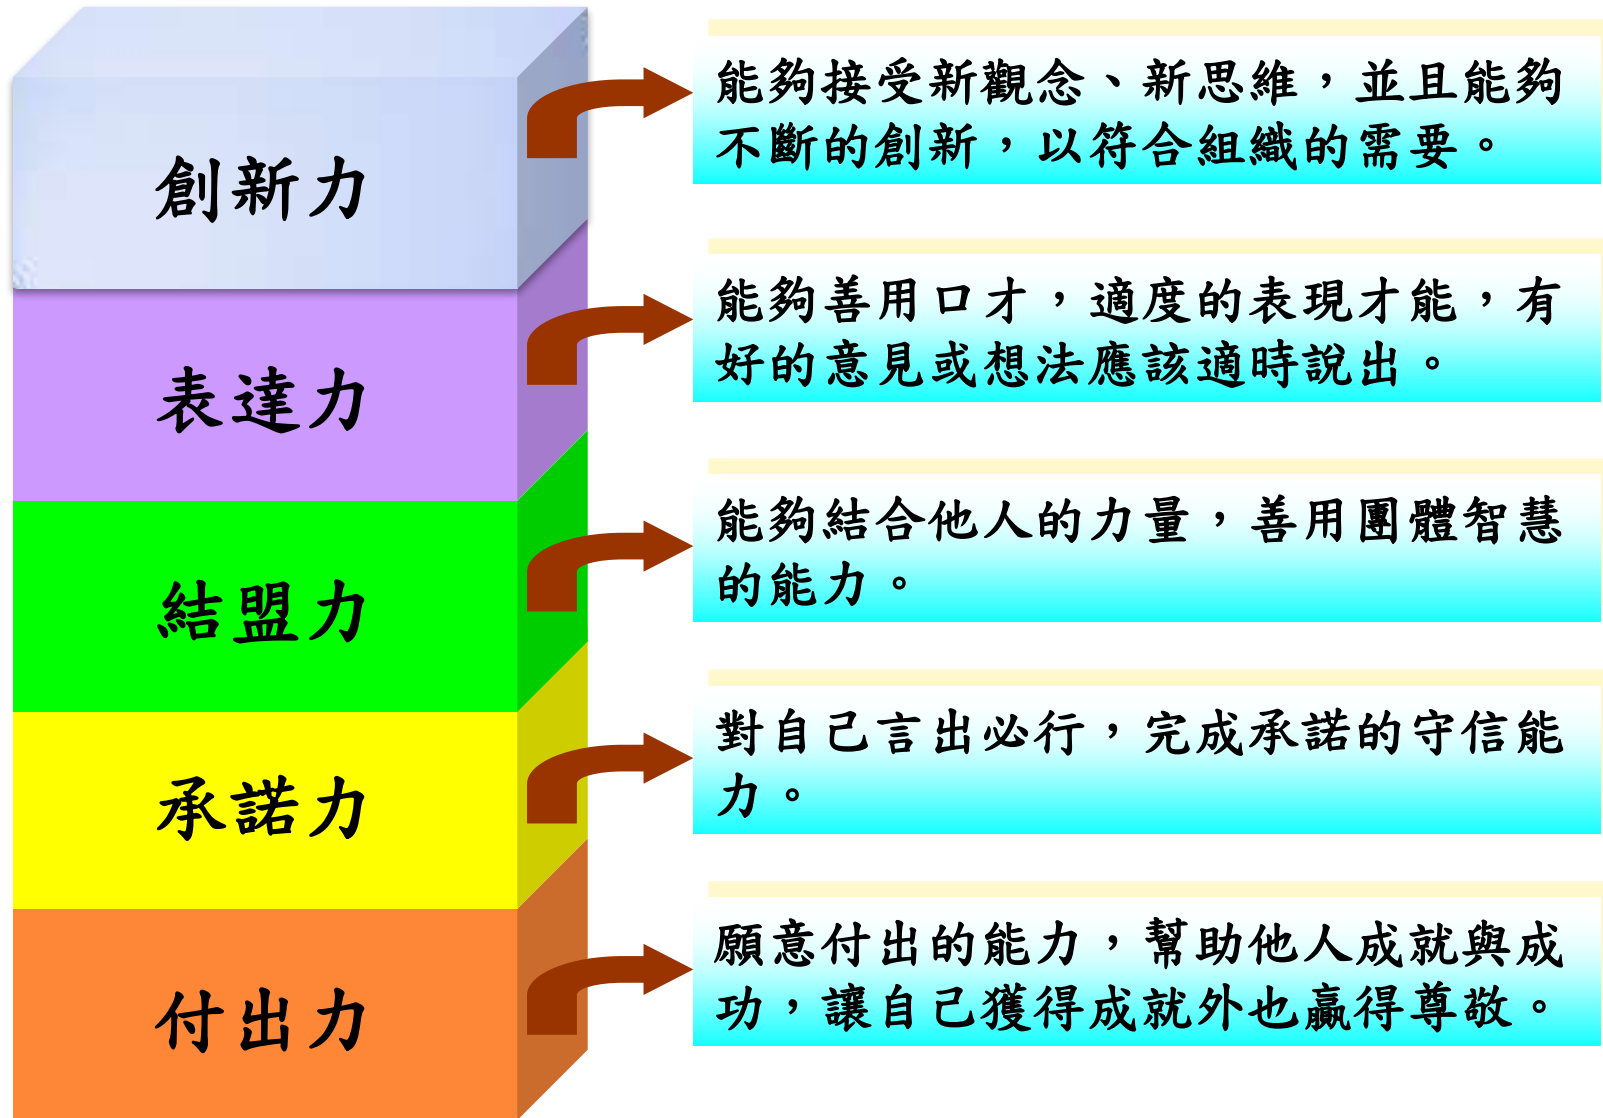 創新力
能夠接受新觀念、新思維，並且能夠
不斷的創新，以符合組織的需要。
表達力
能夠善用口才，適度的表現才能，有
好的意見或想法應該適時說出。
結盟力
能夠結合他人的力量，善用團體智慧
的能力。
承諾力
對自己言出必行，完成承諾的守信能
力。
付出力
願意付出的能力，幫助他人成就與成
功，讓自己獲得成就外也贏得尊敬。